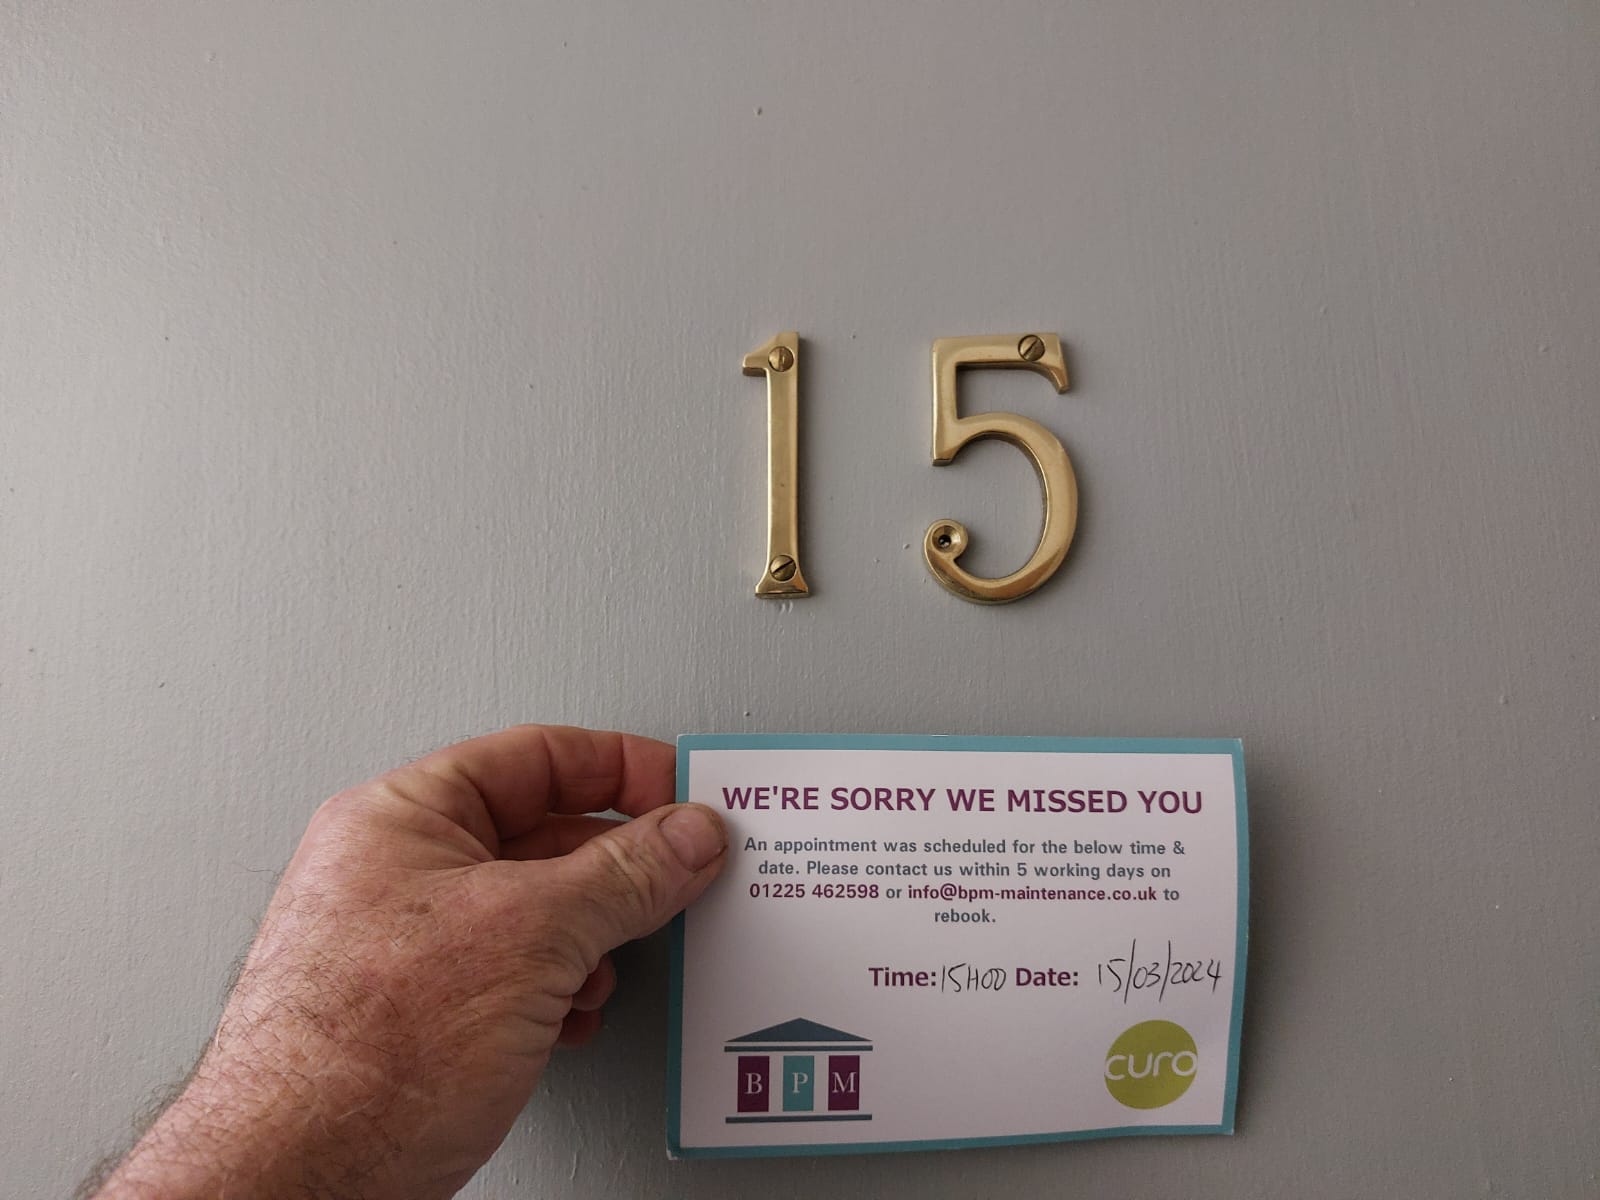 15
WE'RE SORRY WE MISSED YOU
An appointment was scheduled for the below time &
date. Please contact us within 5 working days on
01225 462598 or info@bpm-maintenance.co.uk to
rebook.
Time: 15H00 Date: 15/03/2024
B P M
curo